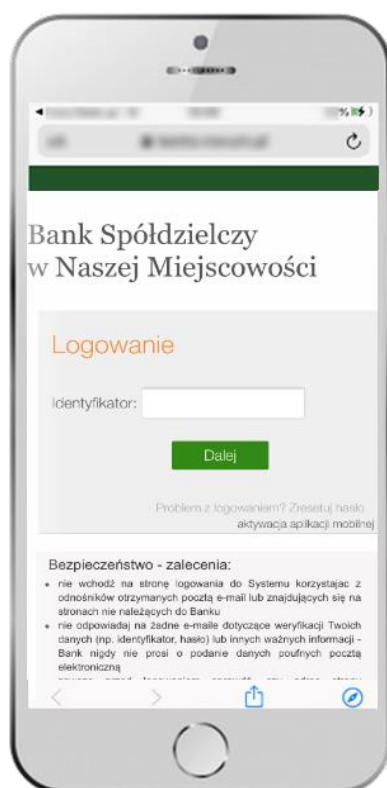 Bank Spółdzielczy
w Naszej Miejscowości
Logowanie
Identyfikator:
Dalej
Problem z logowaniem? Zresetuj hasło
aktywacja aplikacji mobilnej
Bezpieczeństwo - zalecenia:
• nie wchodź na stronę logowania do Systemu korzystając z
odnośników otrzymanych pocztą e-mail lub znajdujących się na
stronach nie należących do Banku
• nie odpowiadaj na żadne e-maile dotyczące weryfikacji Twoich
danych (np. identyfikator, hasło) lub innych ważnych informacji -
Bank nigdy nie prosi o podanie danych poufnych pocztą
elektroniczną